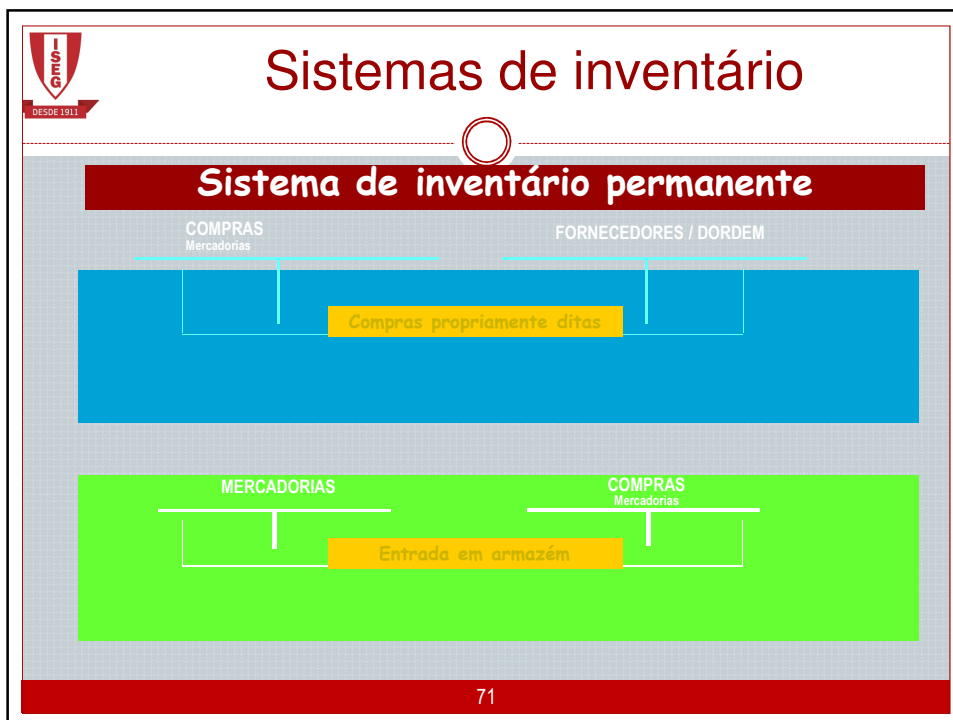 ISEG
DESDE 1911
Sistemas de inventário
Sistema de inventário permanente
COMPRAS
Mercadorias
FORNECEDORES / DORDEM
Compras propriamente ditas
MERCADORIAS
COMPRAS
Mercadorias
Entrada em armazém
71